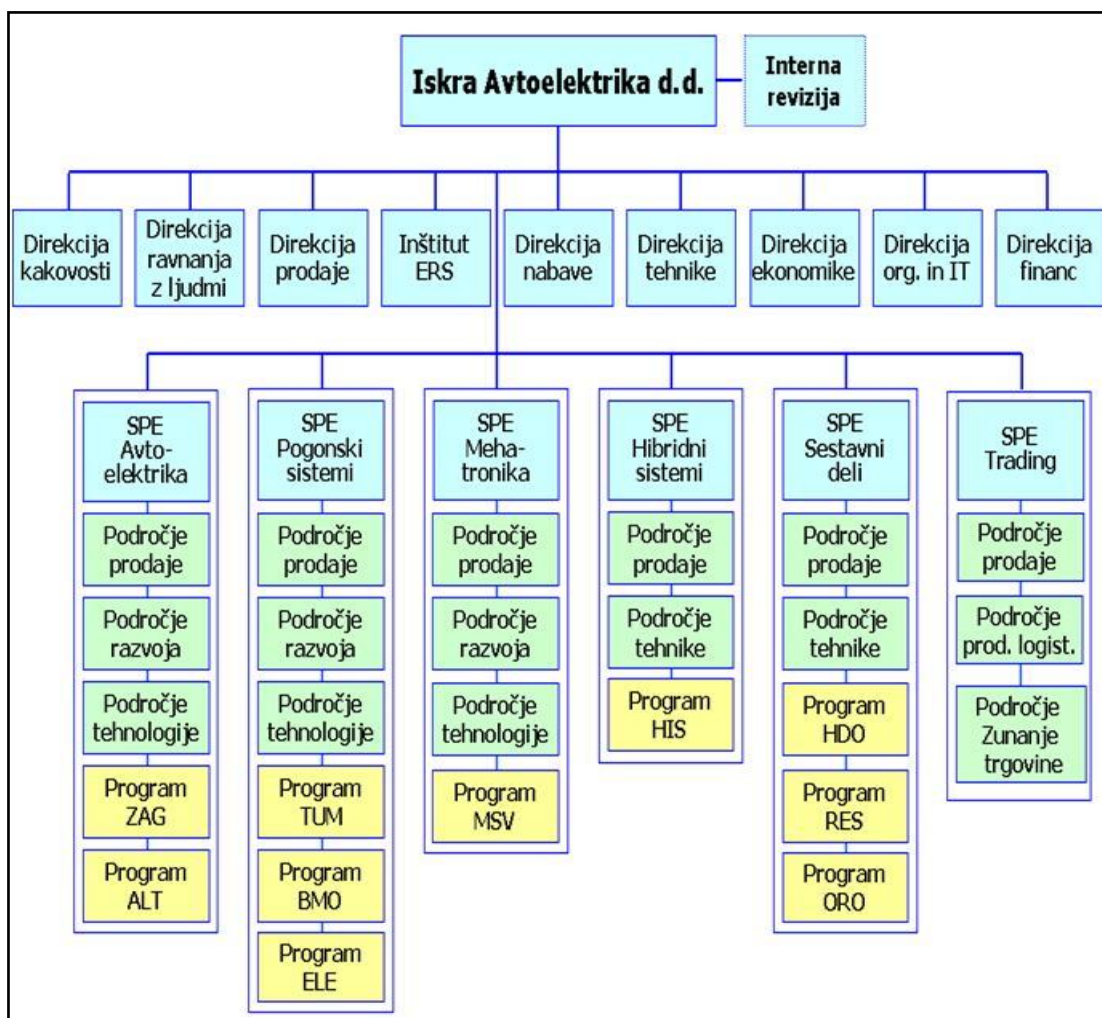 Iskra Avtoelektrika d.d.
Interna
revizija
Direkcija
kakovosti
Direkcija
ravnanja
z ljudmi
Direkcija
prodaje
Inštitut
ERS
Direkcija
nabave
Direkcija
tehnike
Direkcija
ekonomike
Direkcija
org. in IT
Direkcija
financ
SPE
Avto-
elektrika
Področje
prodaje
Področje
razvoja
Področje
tehnologije
Program
ZAG
Program
ALT
SPE
Pogonski
sistemi
Področje
prodaje
Področje
razvoja
Področje
tehnologije
Program
TUM
Program
BMO
Program
ELE
SPE
Meha-
tronika
Področje
prodaje
Področje
razvoja
Področje
tehnologije
Program
MSV
SPE
Hibridni
sistemi
Področje
prodaje
Področje
tehnike
Program
HIS
SPE
Sestavni
deli
Področje
prodaje
Področje
tehnike
Program
HDO
Program
RES
Program
ORO
SPE
Trading
Področje
prodaje
Področje
prod. logist.
Področje
Zunanje
trgovine